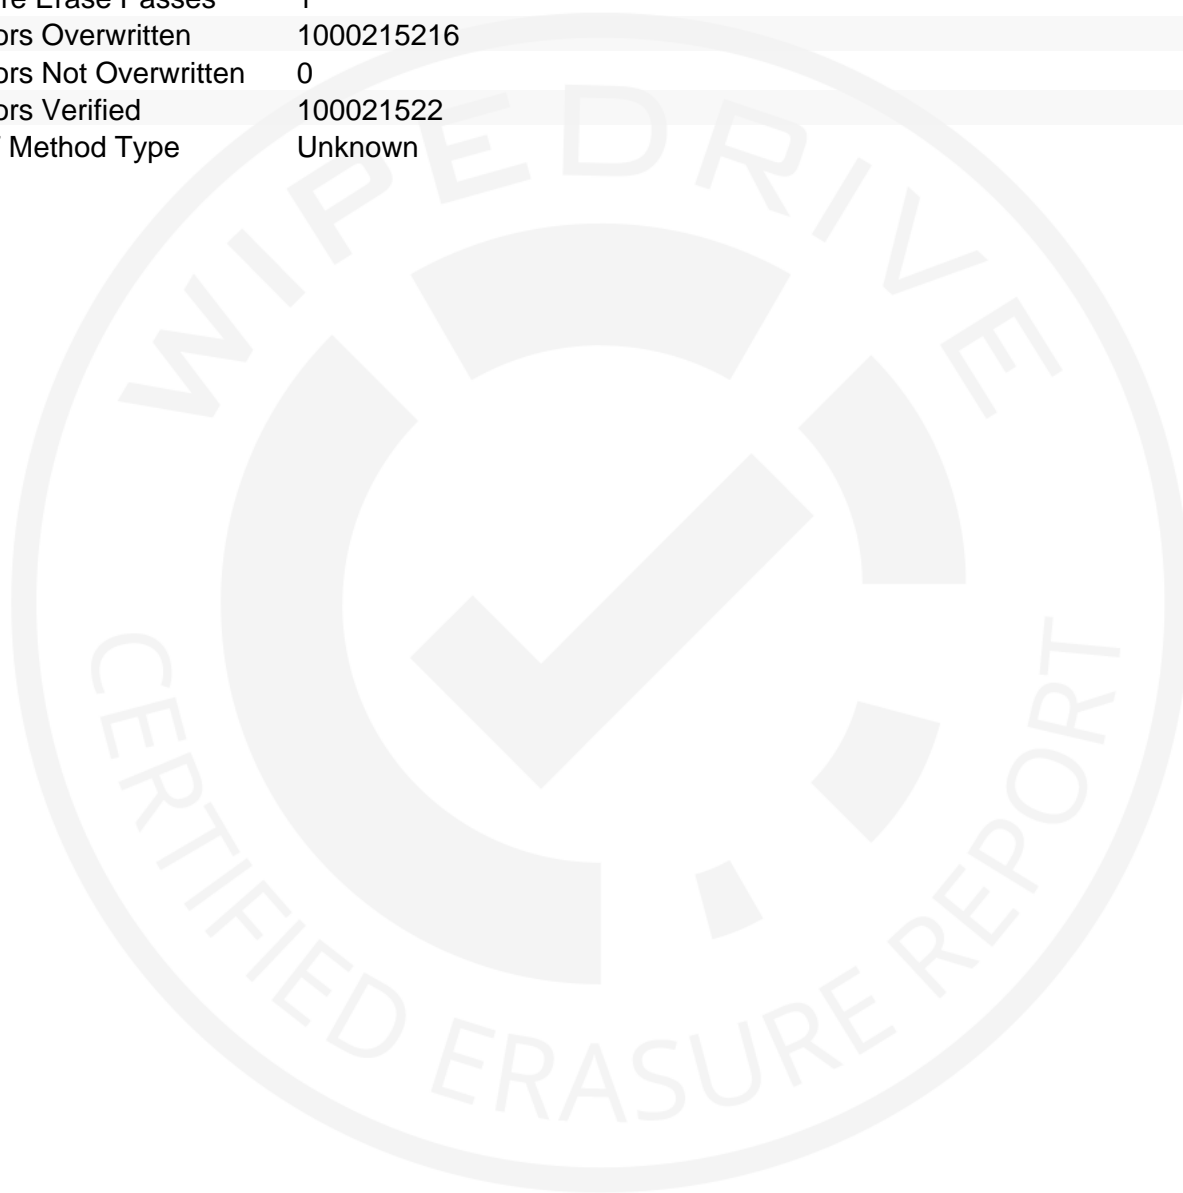 re Erase Passes 1
ors Overwritten 1000215216
ors Not Overwritten 0
ors Verified 100021522
Method Type Unknown
WIPEDRIVE
CERTIFIED ERASURE REPORT